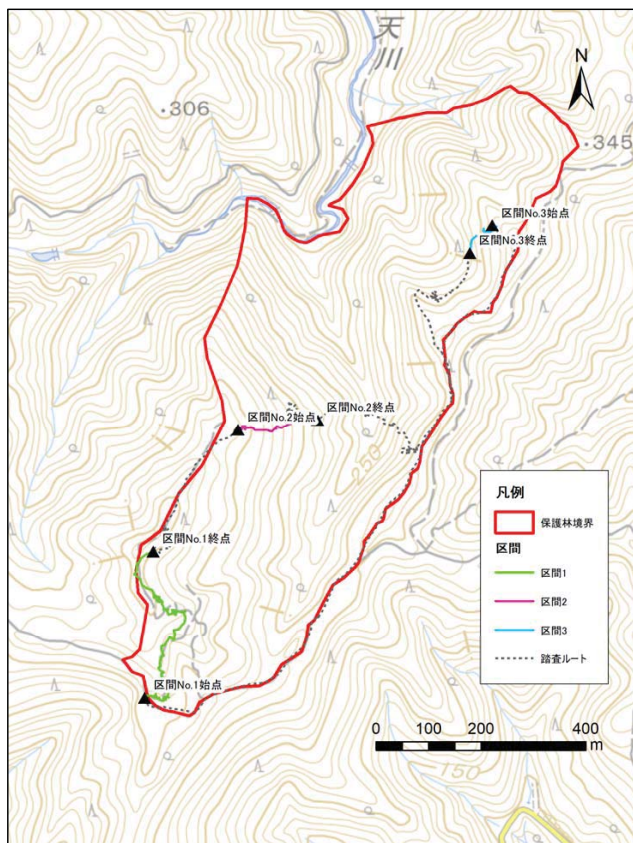 天川
N
・306
・345
区間No.3始点
区間No.3終点
区間No.2始点
区間No.2終点
250
区間No.1終点
区間No.1始点
凡例
保護林境界
区間
区間1
区間2
区間3
踏査ルート
0 100 200 400
m
150